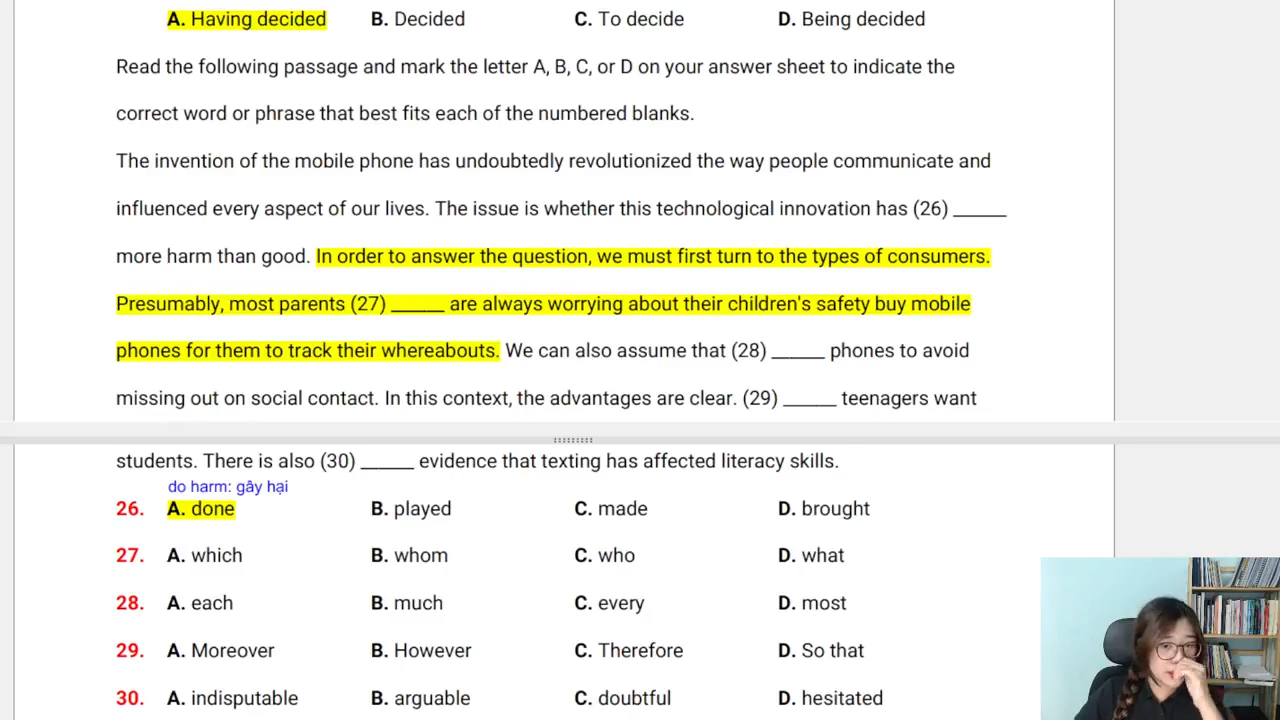 A. Having decided B. Decided C. To decide D. Being decided
Read the following passage and mark the letter A, B, C, or D on your answer sheet to indicate the
correct word or phrase that best fits each of the numbered blanks.
The invention of the mobile phone has undoubtedly revolutionized the way people communicate and
influenced every aspect of our lives. The issue is whether this technological innovation has (26) _____
more harm than good. In order to answer the question, we must first turn to the types of consumers.
Presumably, most parents (27) _____ are always worrying about their children's safety buy mobile
phones for them to track their whereabouts. We can also assume that (28) _____ phones to avoid
missing out on social contact. In this context, the advantages are clear. (29) _____ teenagers want
students. There is also (30) _____ evidence that texting has affected literacy skills.
do harm: gây hại
26. A. done B. played C. made D. brought
27. A. which B. whom C. who D. what
28. A. each B. much C. every D. most
29. A. Moreover B. However C. Therefore D. So that
30. A. indisputable B. arguable C. doubtful D. hesitated